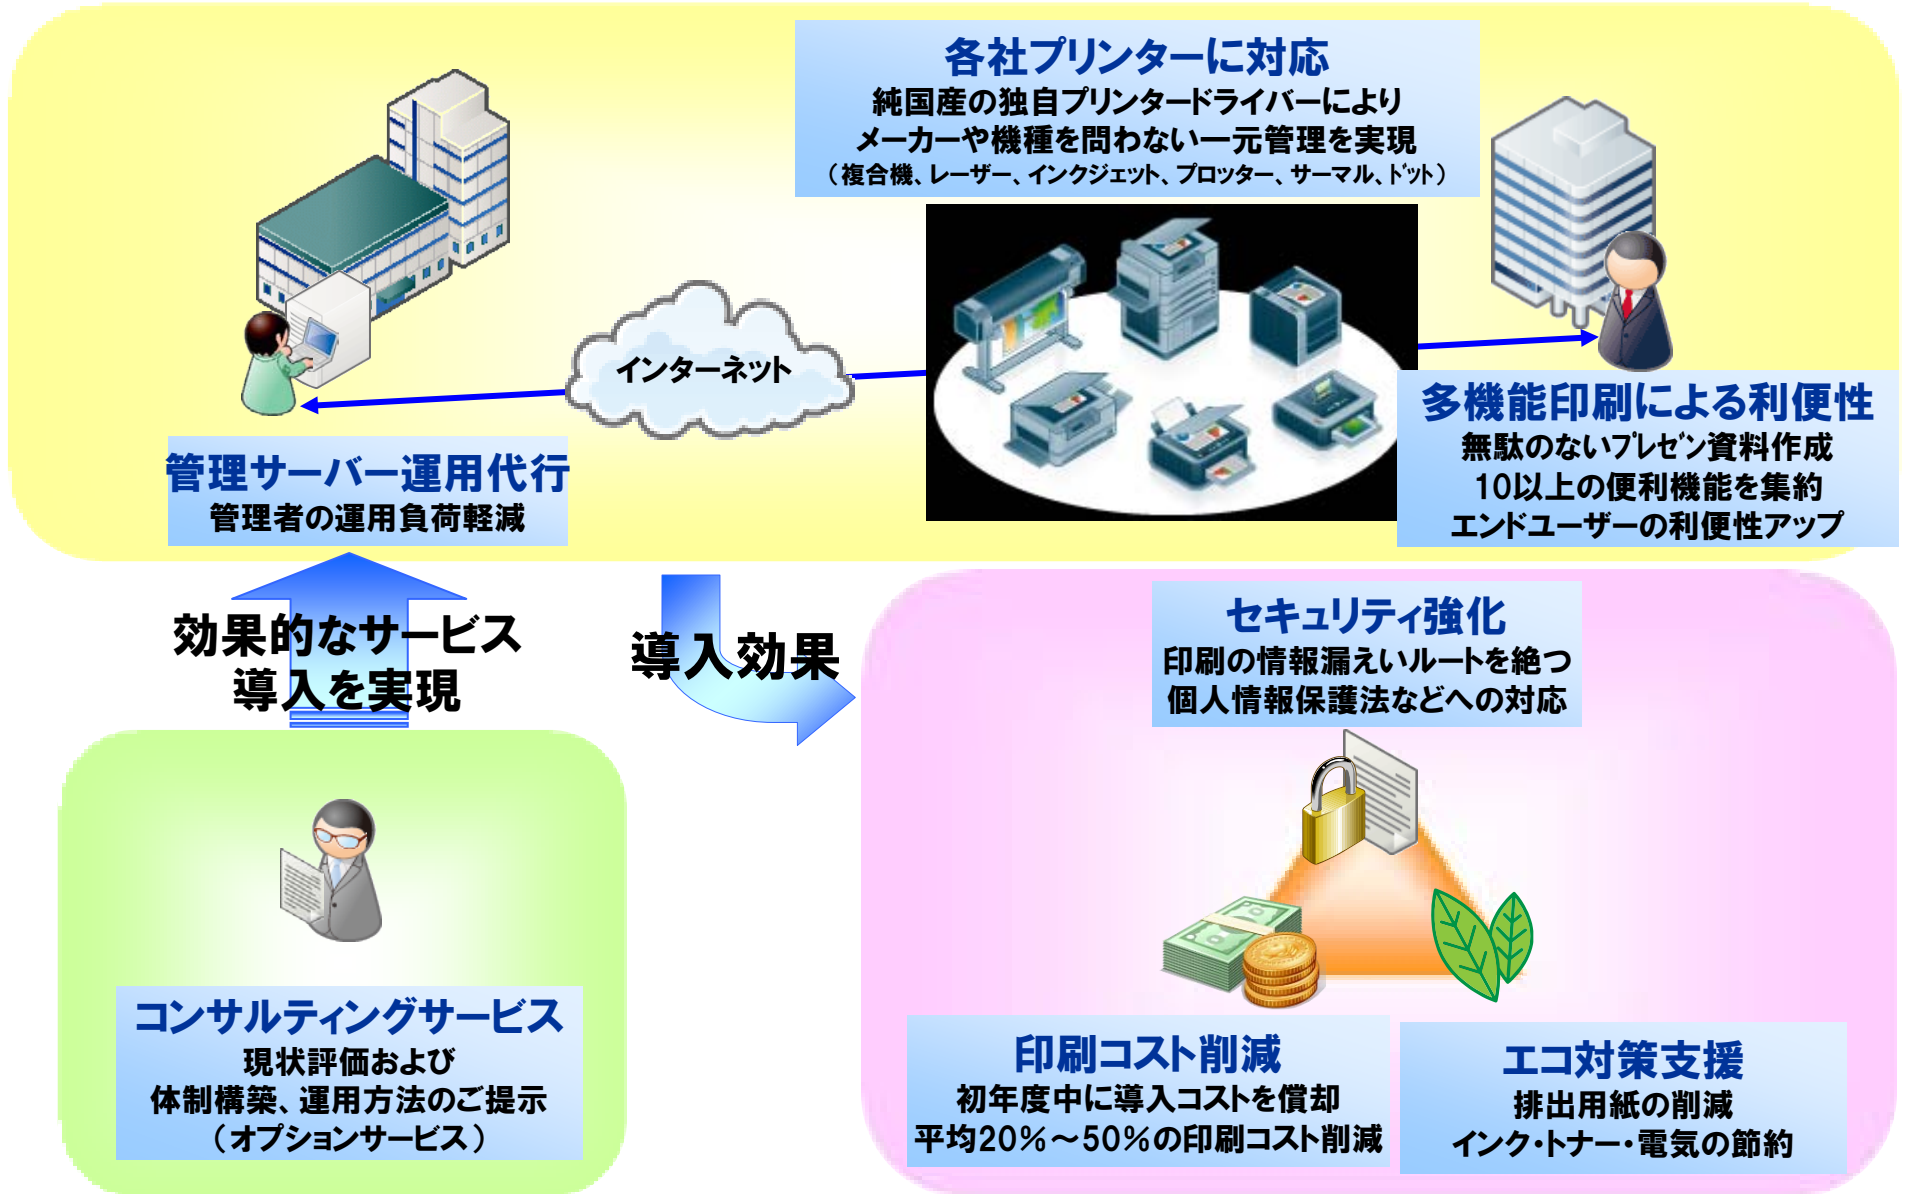 各社プリンターに対応
純国産の独自プリンタードライバーにより
メーカーや機種を問わない一元管理を実現
（複合機、レーザー、インクジェット、プロッター、サーマル、ﾄﾞｯﾄ）
インターネット
多機能印刷による利便性
無駄のないﾌﾟﾚｾﾞﾝ資料作成
10以上の便利機能を集約
エンドユーザーの利便性アップ
管理サーバー運用代行
管理者の運用負荷軽減
効果的なサービス
導入を実現
導入効果
セキュリティ強化
印刷の情報漏えいルートを絶つ
個人情報保護法などへの対応
コンサルティングサービス
現状評価および
体制構築、運用方法のご提示
（オプションサービス）
印刷コスト削減
初年度中に導入コストを償却
平均20％～50％の印刷コスト削減
エコ対策支援
排出用紙の削減
インク・トナー・電気の節約